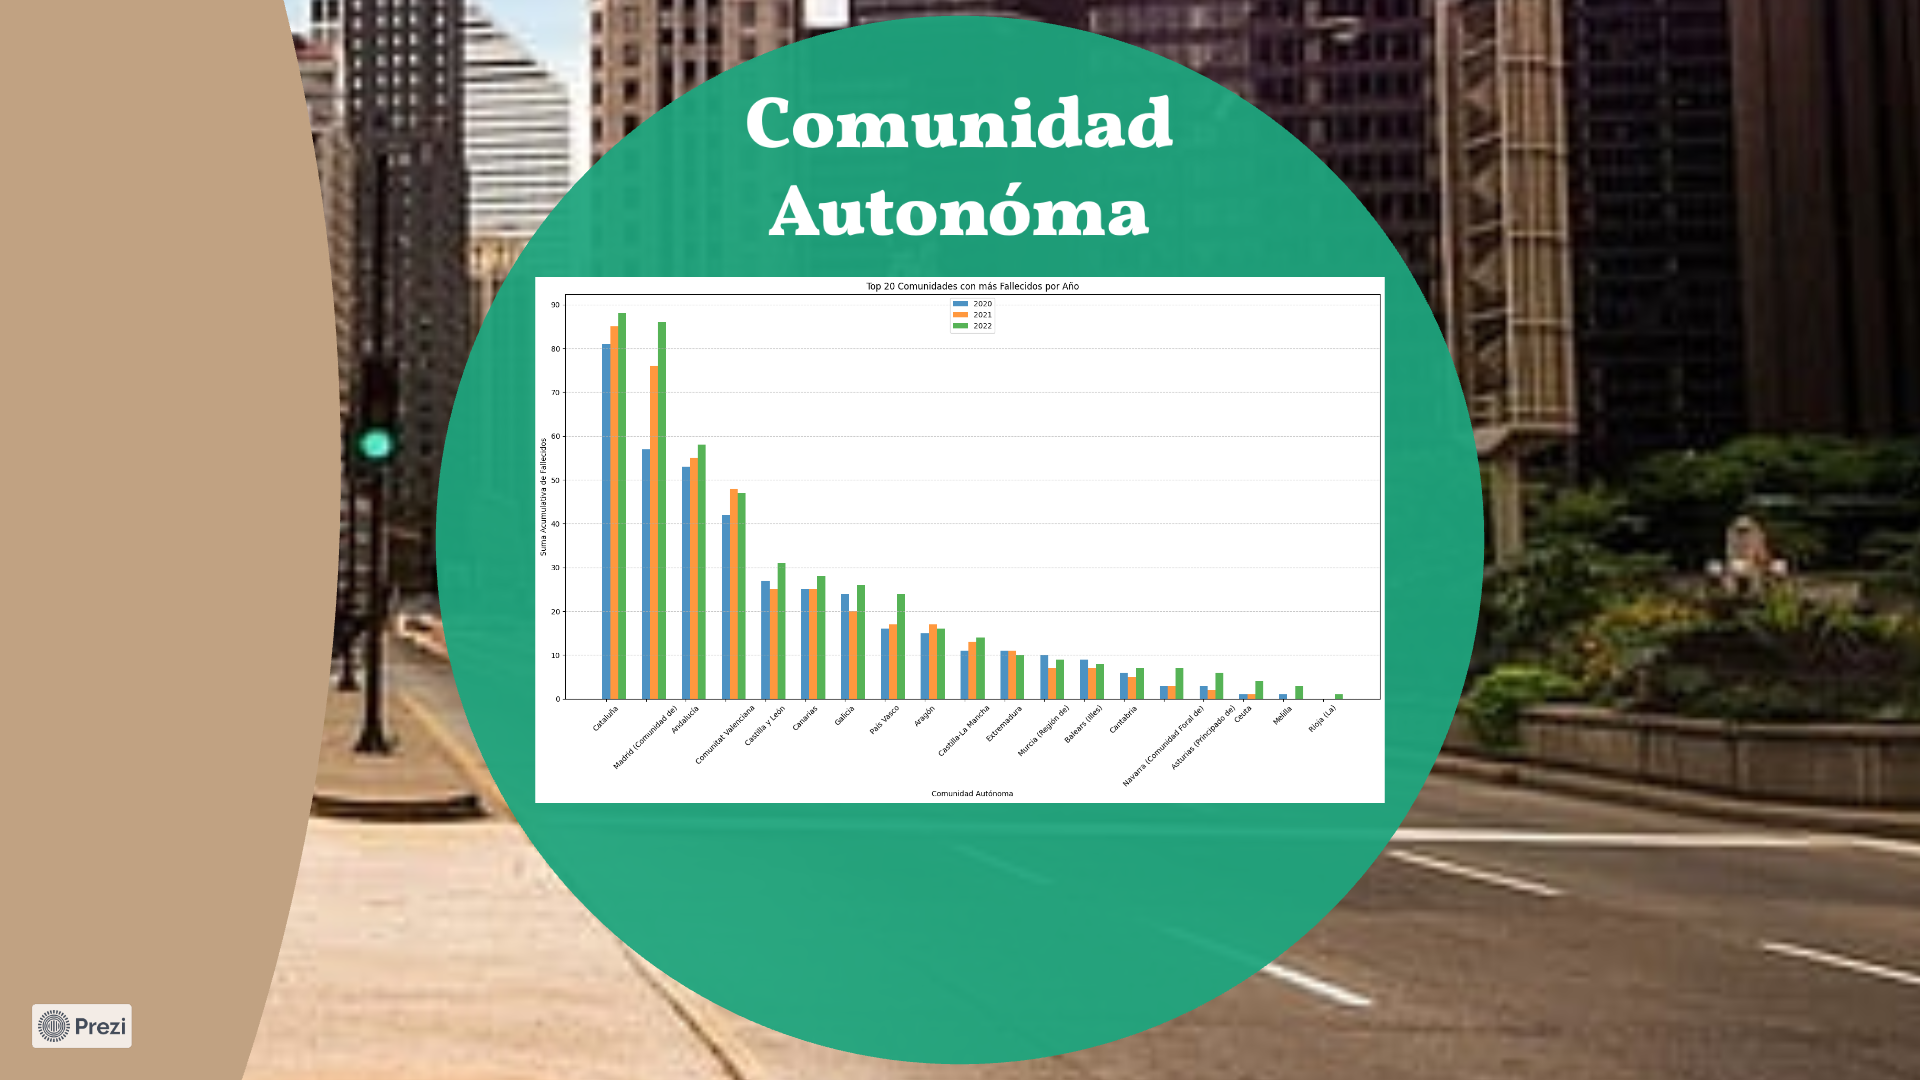 Comunidad
Autonóma
Top 20 Comunidades con más Fallecidos por Año
2020
2021
2022
90
80
70
60
50
40
30
20
10
0
Suma Acumulativa de Fallecidos
Cataluña
Madrid (Comunidad de)
Andalucía
Comunitat Valenciana
Castilla y León
Canarias
Galicia
País Vasco
Aragón
Castilla-La Mancha
Extremadura
Murcia (Región de)
Balears (Illes)
Cantabria
Navarra (Comunidad Foral de)
Asturias (Principado de)
Ceuta
Melilla
Rioja (La)
Comunidad Autónoma
Prezi